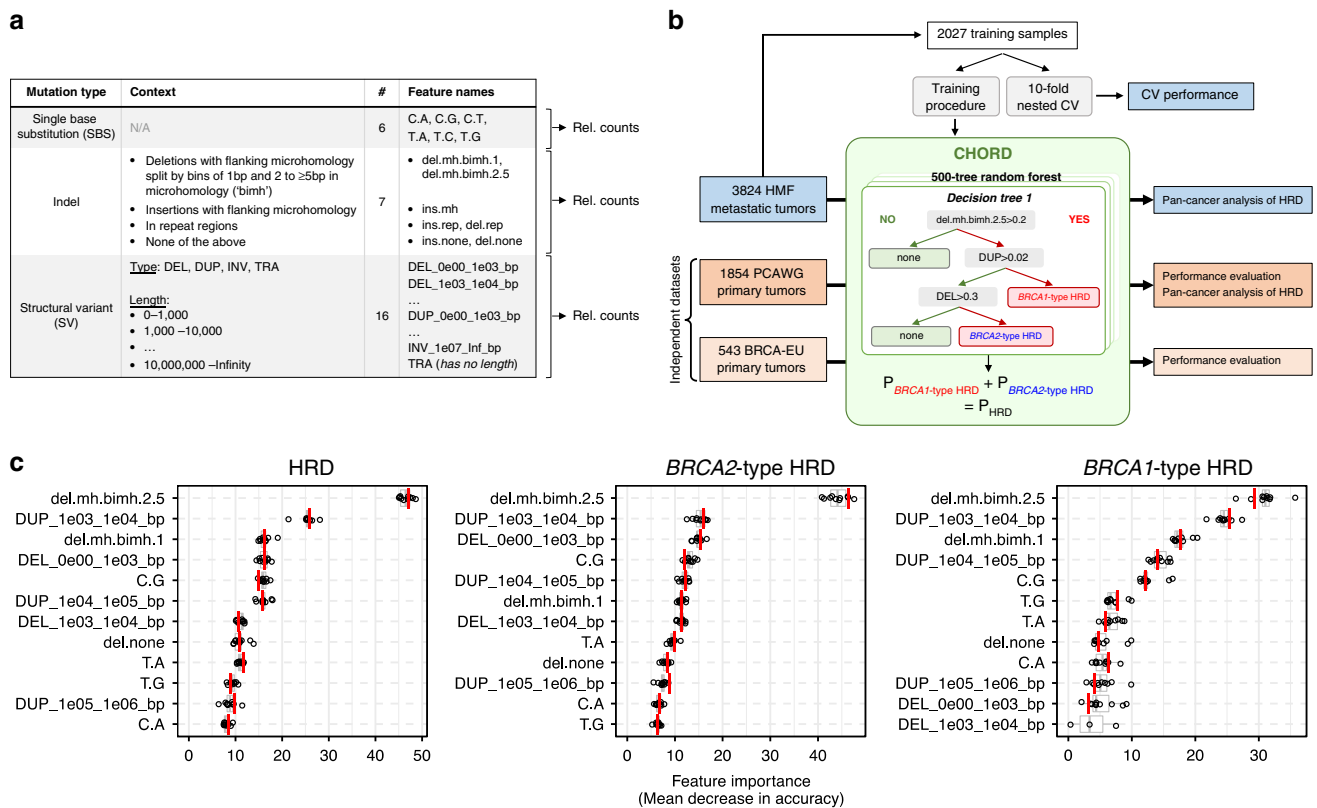 a
Mutation type Context # Feature names
Single base
substitution (SBS)
N/A
6
C.A, C.G, C.T,
T.A, T.C, T.G
Rel. counts
Indel
• Deletions with flanking microhomology
split by bins of 1bp and 2 to ≥5bp in
microhomology ('bimh')
• Insertions with flanking microhomology
• In repeat regions
• None of the above
7
• del.mh.bimh.1,
del.mh.bimh.2.5
• ins.mh
• ins.rep, del.rep
• ins.none, del.none
Rel. counts
Structural variant
(SV)
Type: DEL, DUP, INV, TRA
Length:
• 0–1,000
• 1,000 –10,000
• …
• 10,000,000 –Infinity
16
DEL_0e00_1e03_bp
DEL_1e03_1e04_bp
…
DUP_0e00_1e03_bp
…
INV_1e07_Inf_bp
TRA (has no length)
Rel. counts
b
2027 training samples
Training
procedure
10-fold
nested CV
CV performance
CHORD
500-tree random forest
Decision tree 1
NO
YES
del.mh.bimh.2.5>0.2
none
DUP>0.02
DEL>0.3
BRCA1-type HRD
none
BRCA2-type HRD
P BRCA1-type HRD + P BRCA2-type HRD
= P HRD
3824 HMF
metastatic tumors
Independent datasets
1854 PCAWG
primary tumors
543 BRCA-EU
primary tumors
Pan-cancer analysis of HRD
Performance evaluation
Pan-cancer analysis of HRD
Performance evaluation
c
HRD
del.mh.bimh.2.5
DUP_1e03_1e04_bp
del.mh.bimh.1
DEL_0e00_1e03_bp
C.G
DUP_1e04_1e05_bp
DEL_1e03_1e04_bp
del.none
T.A
T.G
DUP_1e05_1e06_bp
C.A
0 10 20 30 40 50
BRCA2-type HRD
del.mh.bimh.2.5
DUP_1e03_1e04_bp
DEL_0e00_1e03_bp
C.G
DUP_1e04_1e05_bp
del.mh.bimh.1
DEL_1e03_1e04_bp
T.A
del.none
DUP_1e05_1e06_bp
C.A
T.G
0 10 20 40
BRCA1-type HRD
del.mh.bimh.2.5
DUP_1e03_1e04_bp
del.mh.bimh.1
DUP_1e04_1e05_bp
C.G
T.G
T.A
del.none
C.A
DUP_1e05_1e06_bp
DEL_0e00_1e03_bp
DEL_1e03_1e04_bp
0 10 20 30
Feature importance
(Mean decrease in accuracy)